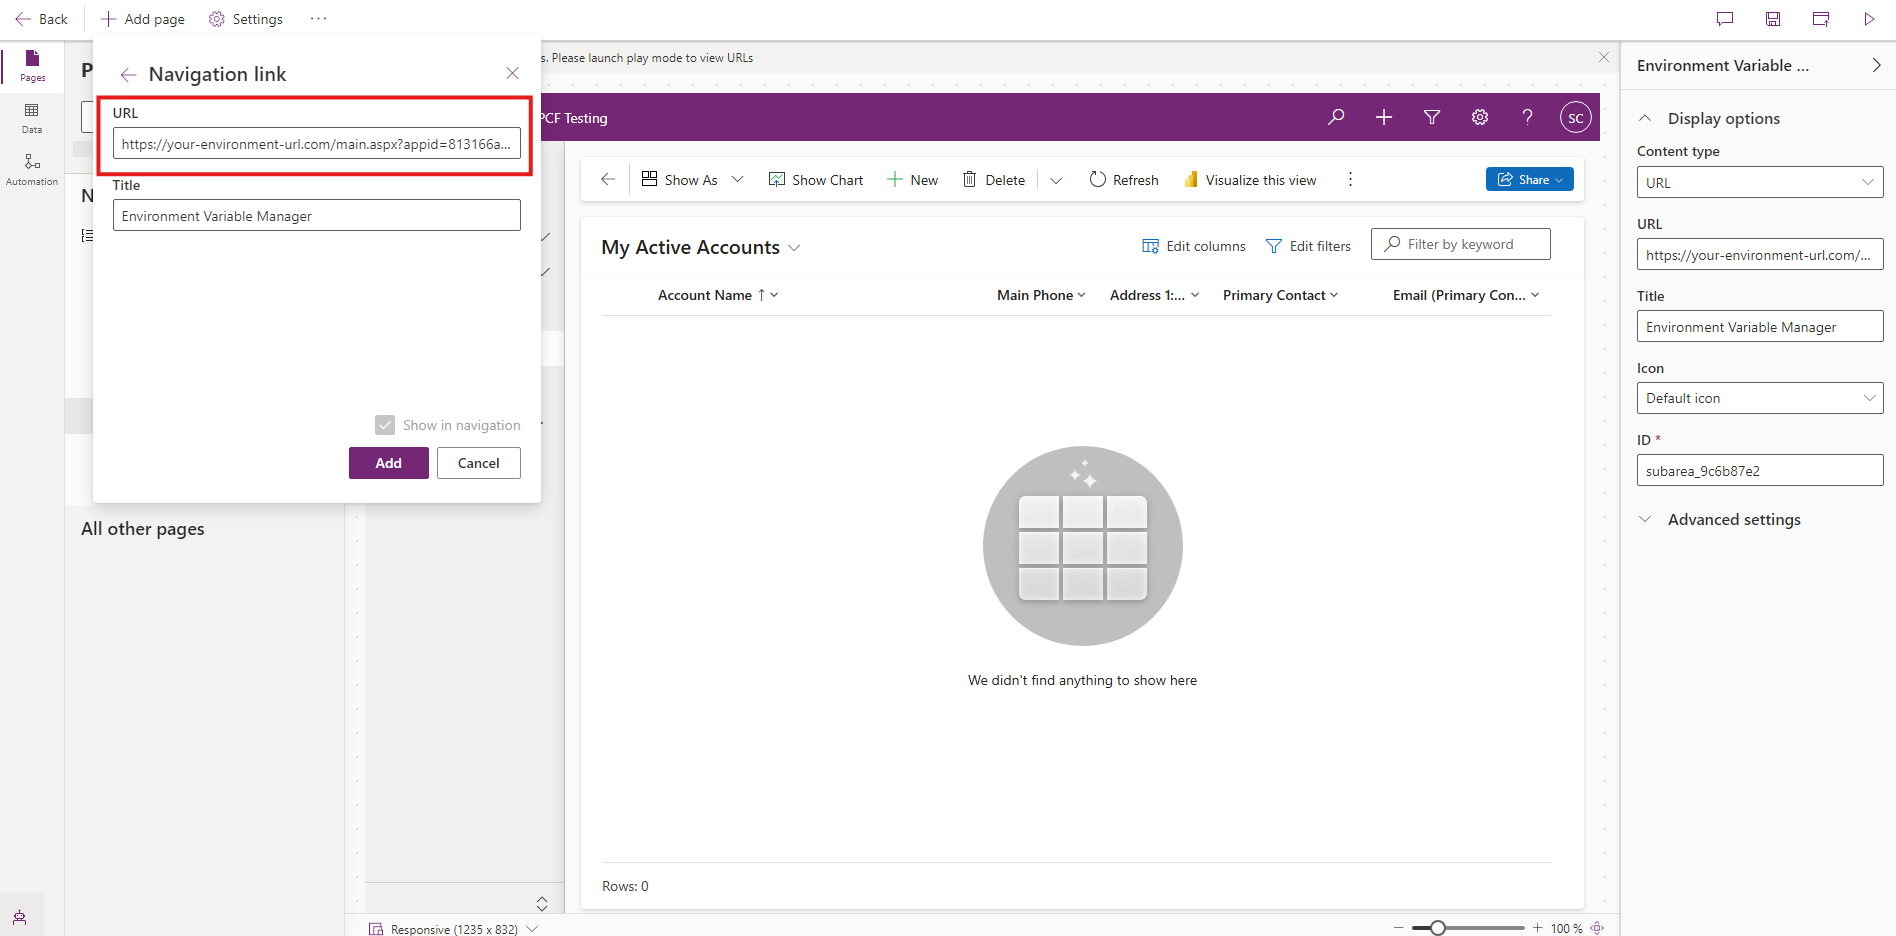 Back
Add page
Settings
Pages
Data
Automation
P
N
Navigation link
URL
https://your-environment-url.com/main.aspx?appid=813166a...
Title
Environment Variable Manager
Show in navigation
Add
Cancel
All other pages
s. Please launch play mode to view URLs
PCF Testing
SC
Show As
Show Chart
New
Delete
Refresh
Visualize this view
Share
My Active Accounts
Edit columns
Edit filters
Filter by keyword
Account Name
Main Phone
Address 1:...
Primary Contact
Email (Primary Con...
We didn't find anything to show here
Rows: 0
Responsive (1235 x 832)
100 %
Environment Variable ...
Display options
Content type
URL
URL
https://your-environment-url.com/...
Title
Environment Variable Manager
Icon
Default icon
ID *
subarea_9c6b87e2
Advanced settings